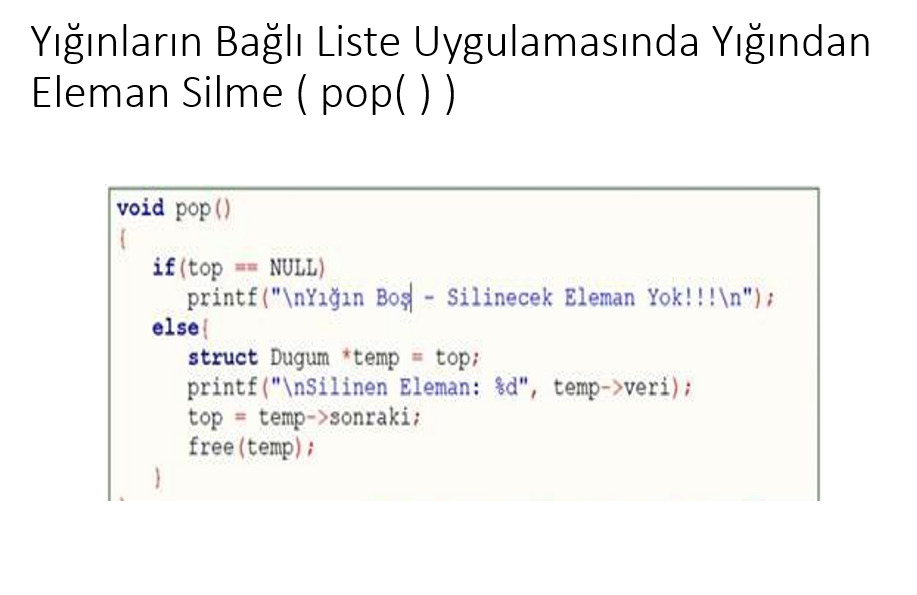 Yığınların Bağlı Liste Uygulamasında Yığından
Eleman Silme ( pop( ) )
void pop()
{
if(top == NULL)
printf("\nYığın Boş - Silinecek Eleman Yok!!!\n");
else{
struct Dugum *temp = top;
printf("\nSilinen Eleman: %d", temp->veri);
top = temp->sonraki;
free(temp);
}